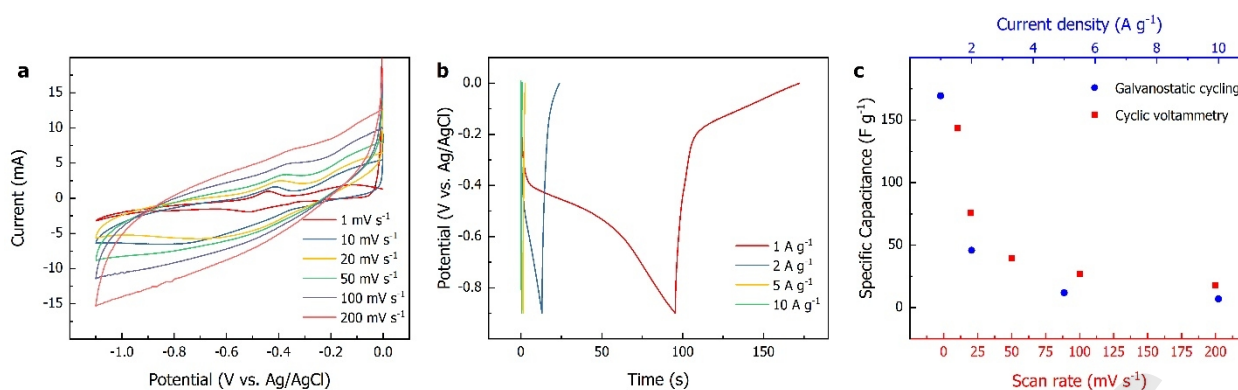 a
15
10
5
0
-5
-10
-15
Current (mA)
1 mV s⁻¹
10 mV s⁻¹
20 mV s⁻¹
50 mV s⁻¹
100 mV s⁻¹
200 mV s⁻¹
-1.0 -0.8 -0.6 -0.4 -0.2 0.0
Potential (V vs. Ag/AgCl)
b
0.0
-0.2
-0.4
-0.6
-0.8
Potential (V vs. Ag/AgCl)
1 A g⁻¹
2 A g⁻¹
5 A g⁻¹
10 A g⁻¹
0 50 100 150
Time (s)
Current density (A g⁻¹)
2 4 6 8 10
c
Galvanostatic cycling
Cyclic voltammetry
150
100
50
0
Specific Capacitance (F g⁻¹)
0 25 50 75 100 125 150 175 200
Scan rate (mV s⁻¹)